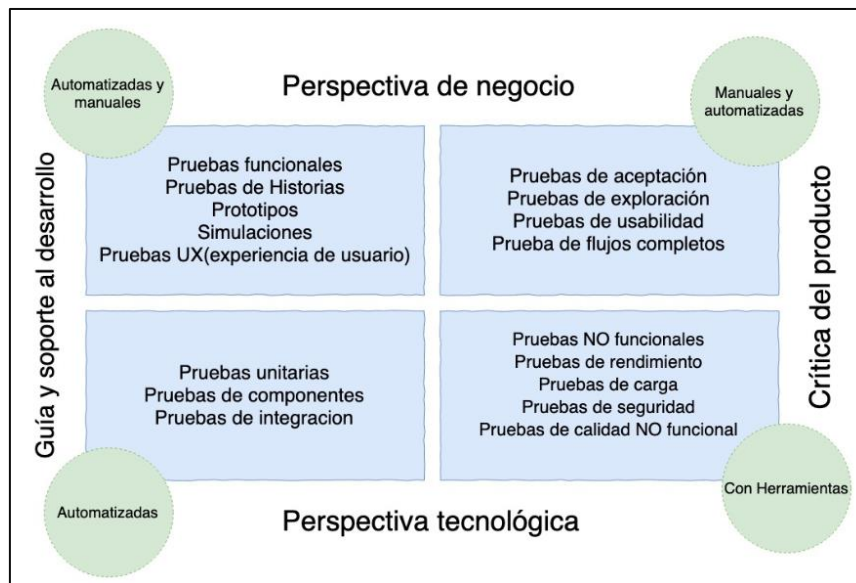 Automatizadas y
manuales
Perspectiva de negocio
Manuales y
automatizadas
Guía y soporte al desarrollo
Pruebas funcionales
Pruebas de Historias
Prototipos
Simulaciones
Pruebas UX(experiencia de usuario)
Pruebas de aceptación
Pruebas de exploración
Pruebas de usabilidad
Prueba de flujos completos
Crítica del producto
Pruebas unitarias
Pruebas de componentes
Pruebas de integracion
Pruebas NO funcionales
Pruebas de rendimiento
Pruebas de carga
Pruebas de seguridad
Pruebas de calidad NO funcional
Automatizadas
Perspectiva tecnológica
Con Herramientas